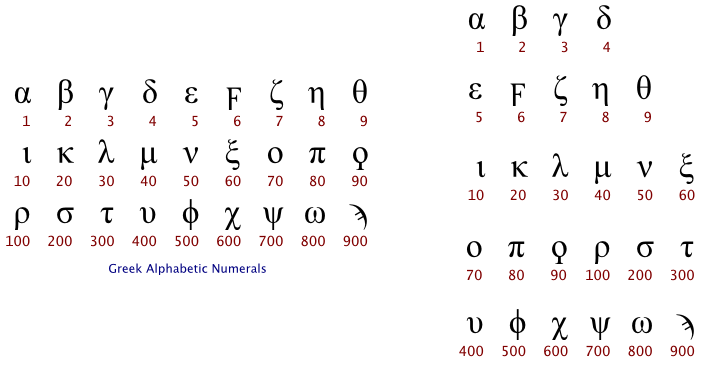 α β γ δ ε ϝ ζ η θ
1 2 3 4 5 6 7 8 9
ι κ λ μ ν ξ ο π ϙ
10 20 30 40 50 60 70 80 90
ρ σ τ υ ϕ χ ψ ω ϡ
100 200 300 400 500 600 700 800 900
Greek Alphabetic Numerals
α β γ δ
1 2 3 4
ε ϝ ζ η θ
5 6 7 8 9
ι κ λ μ ν ξ
10 20 30 40 50 60
ο π ϙ ρ σ τ
70 80 90 100 200 300
υ ϕ χ ψ ω ϡ
400 500 600 700 800 900